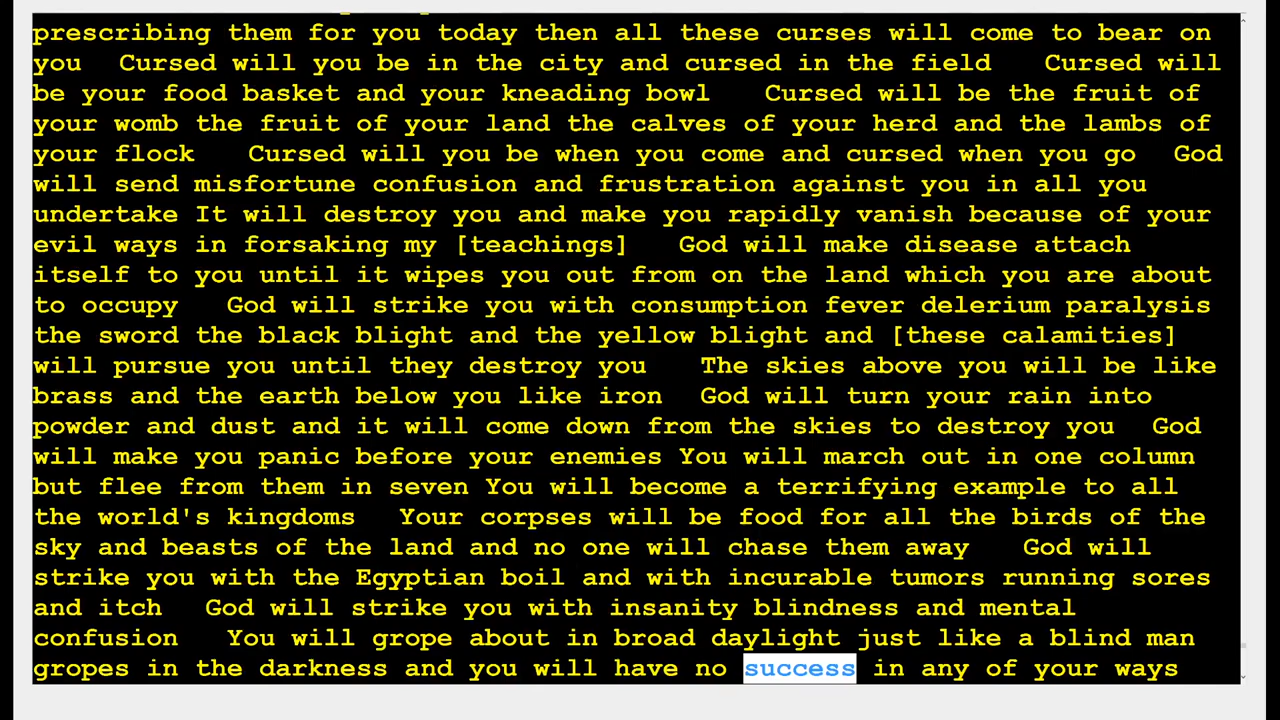 prescribing them for you today then all these curses will come to bear on
you Cursed will you be in the city and cursed in the field Cursed will
be your food basket and your kneading bowl Cursed will be the fruit of
your womb the fruit of your land the calves of your herd and the lambs of
your flock Cursed will you be when you come and cursed when you go God
will send misfortune confusion and frustration against you in all you
undertake It will destroy you and make you rapidly vanish because of your
evil ways in forsaking my [teachings] God will make disease attach
itself to you until it wipes you out from on the land which you are about
to occupy God will strike you with consumption fever delerium paralysis
the sword the black blight and the yellow blight and [these calamities]
will pursue you until they destroy you The skies above you will be like
brass and the earth below you like iron God will turn your rain into
powder and dust and it will come down from the skies to destroy you God
will make you panic before your enemies You will march out in one column
but flee from them in seven You will become a terrifying example to all
the world's kingdoms Your corpses will be food for all the birds of the
sky and beasts of the land and no one will chase them away God will
strike you with the Egyptian boil and with incurable tumors running sores
and itch God will strike you with insanity blindness and mental
confusion You will grope about in broad daylight just like a blind man
gropes in the darkness and you will have no success in any of your ways